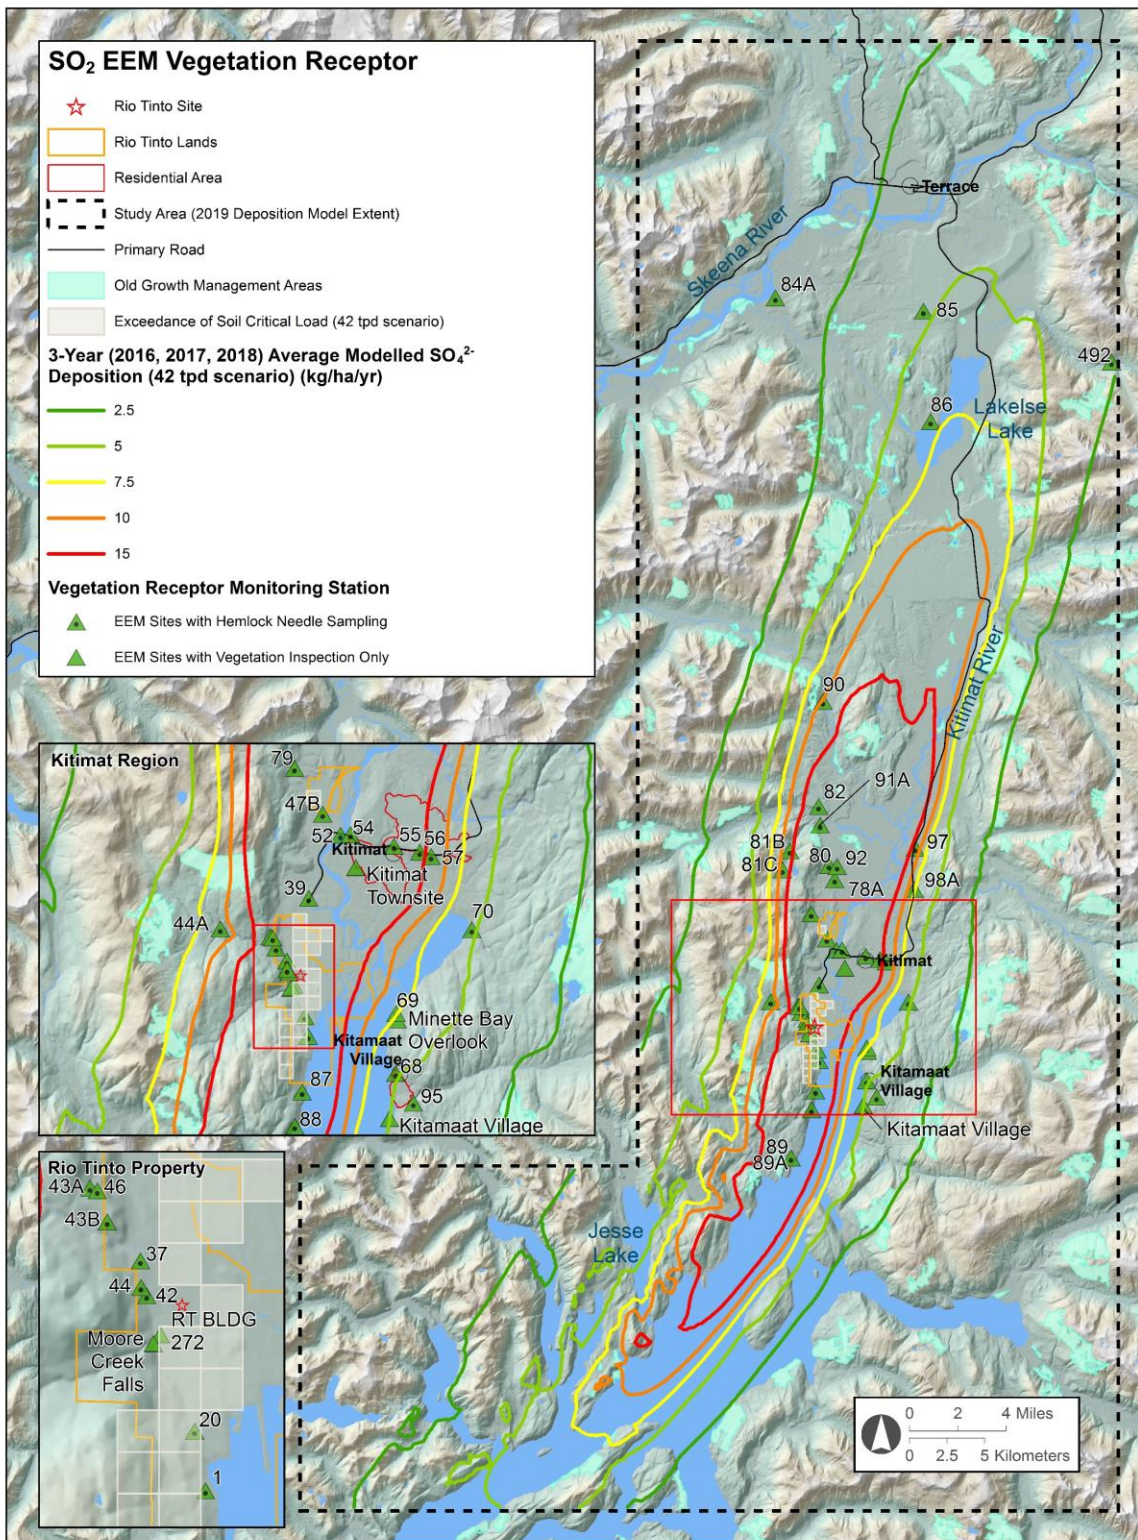 SO₂ EEM Vegetation Receptor
Rio Tinto Site
Rio Tinto Lands
Residential Area
Study Area (2019 Deposition Model Extent)
Primary Road
Old Growth Management Areas
Exceedance of Soil Critical Load (42 tpd scenario)
3-Year (2016, 2017, 2018) Average Modelled SO₄²⁻
Deposition (42 tpd scenario) (kg/ha/yr)
2.5
5
7.5
10
15
Vegetation Receptor Monitoring Station
EEM Sites with Hemlock Needle Sampling
EEM Sites with Vegetation Inspection Only
Terrace
Skeena River
84A
85
492
86
Lakelse
Lake
Kitimat River
90
91A
82
81B
81C
80
92
78A
97
98A
Kitimat
Kitamaat
Village
Kitamaat Village
89
89A
Jesse
Lake
0 2 4 Miles
0 2.5 5 Kilometers
Kitimat Region
79
47B
52
54
55
56
57
Kitimat
Kitimat
Townsite
39
44A
70
69
Minette Bay
Overlook
Kitamaat
Village
68
87
95
88
Kitamaat Village
Rio Tinto Property
43A
46
43B
37
44
42
RT BLDG
Moore
Creek
Falls
272
20
1